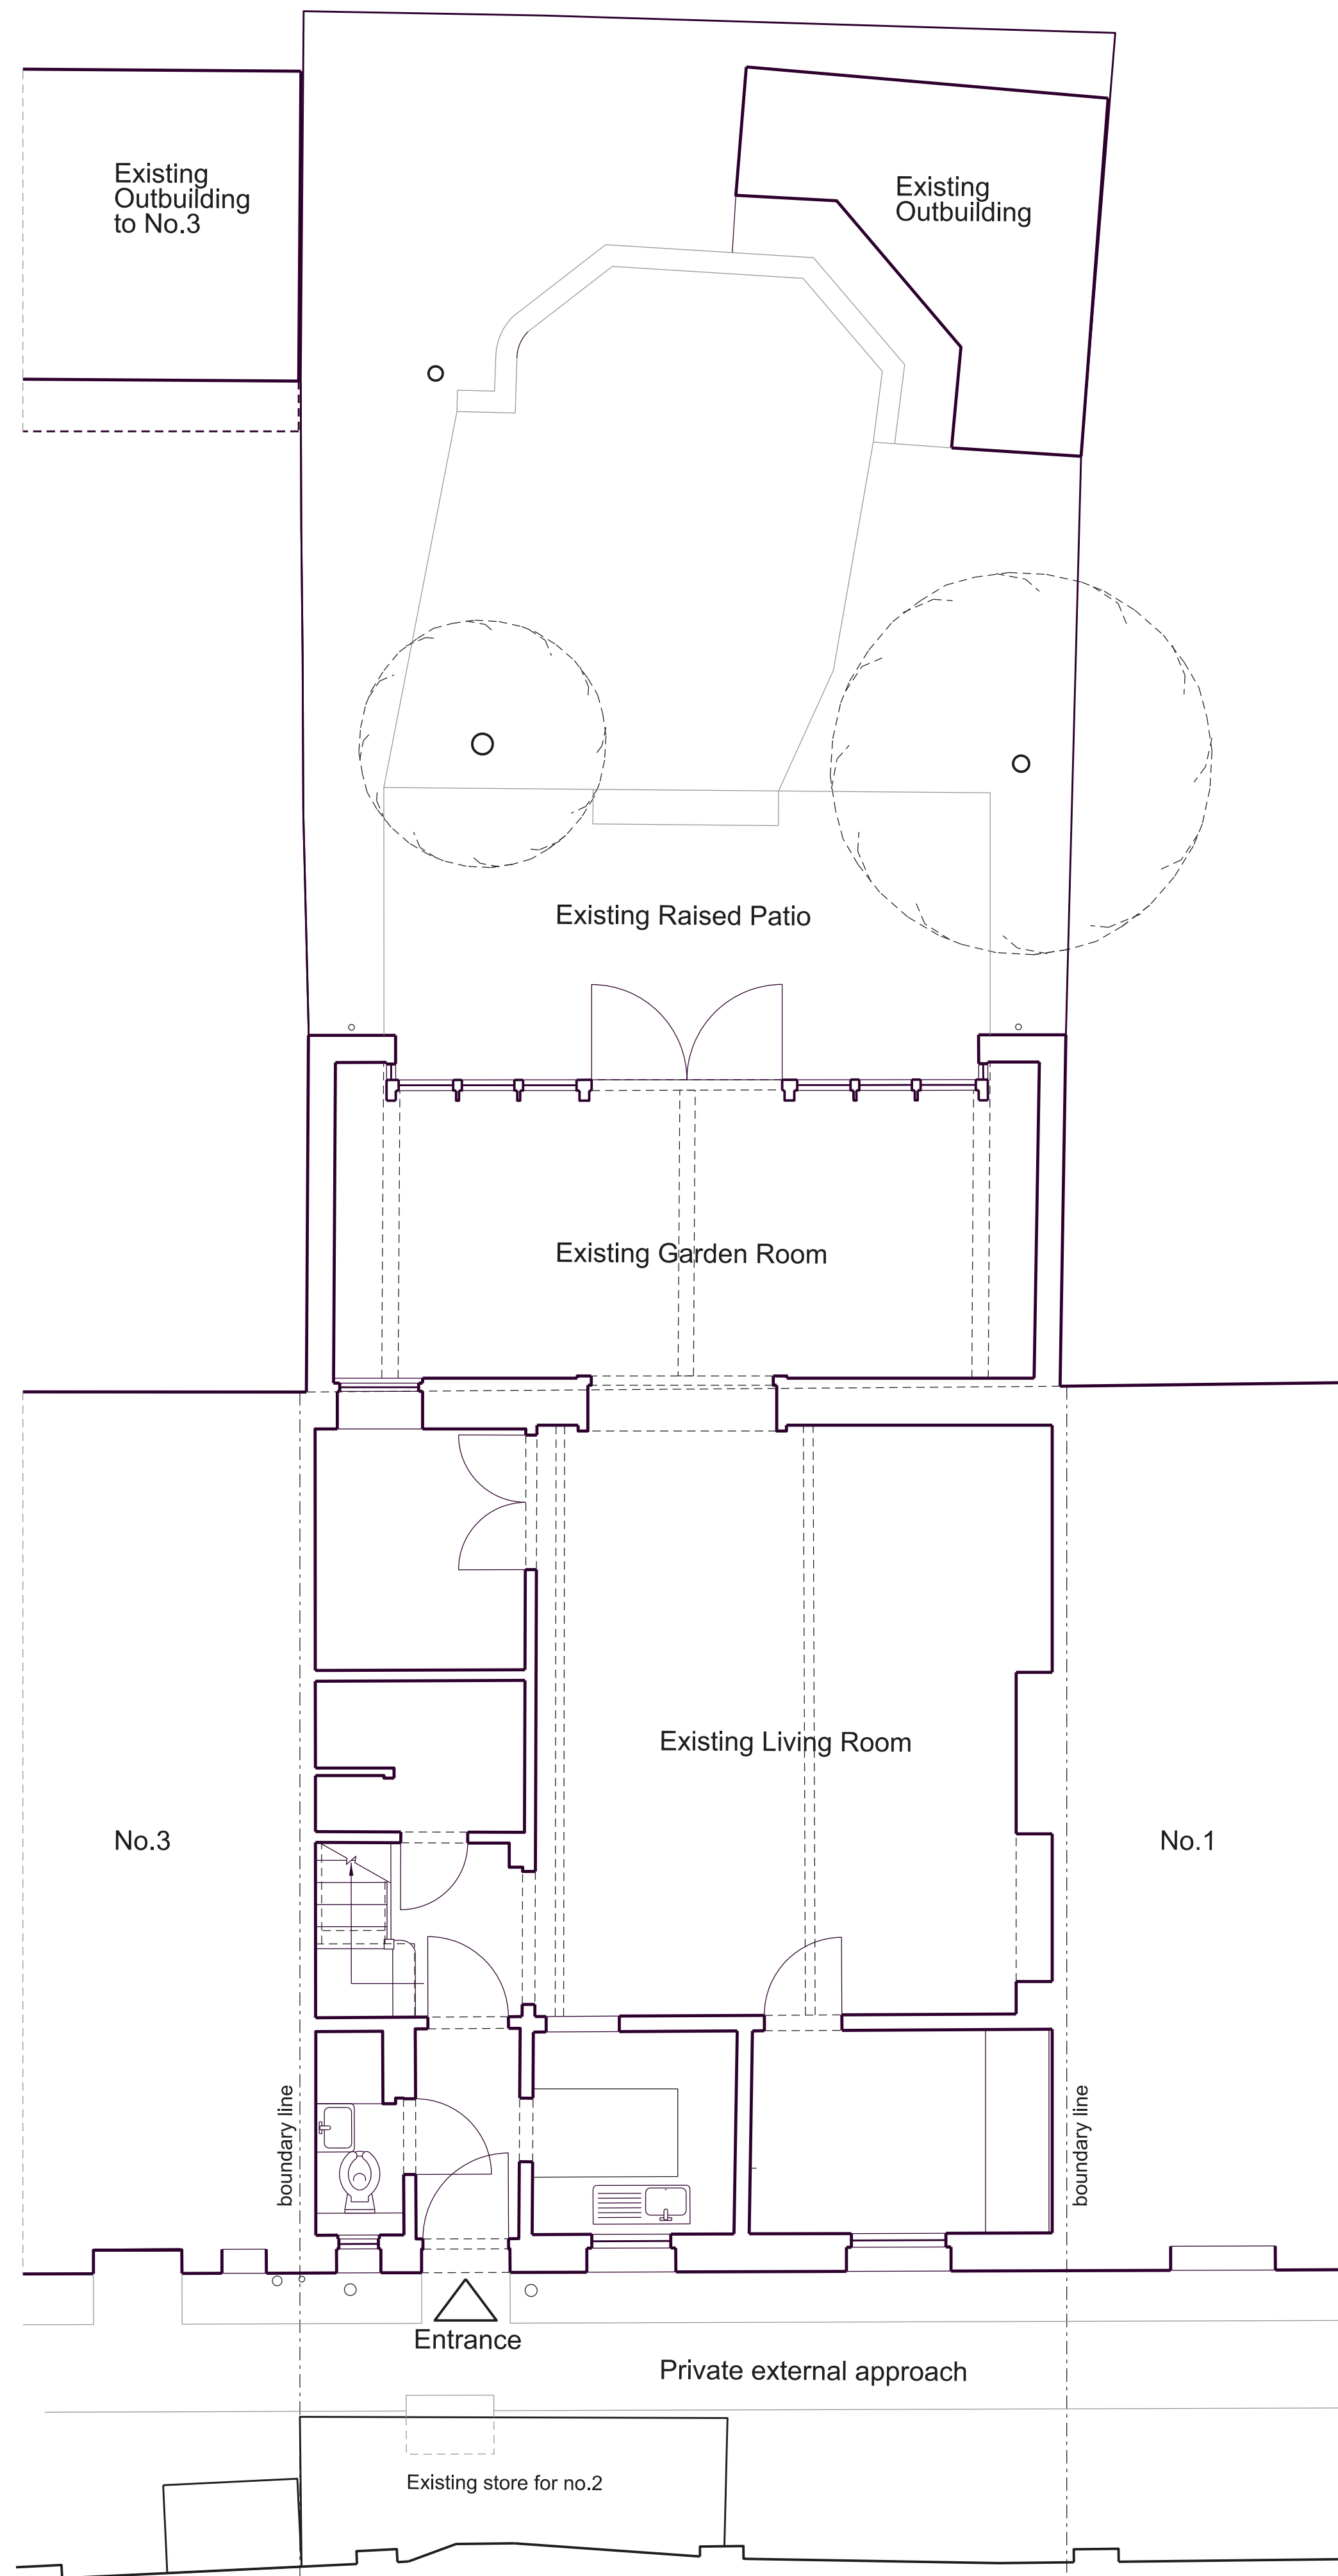 Existing
Outbuilding
to No.3
Existing
Outbuilding
Existing Raised Patio
Existing Garden Room
Existing Living Room
No.3
No.1
boundary line
boundary line
Entrance
Private external approach
Existing store for no.2